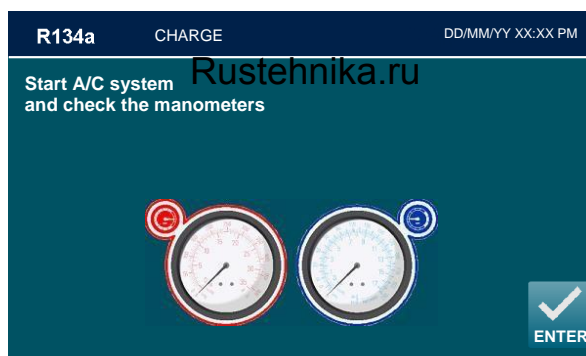 R134a CHARGE DD/MM/YY XX:XX PM
Rustehnika.ru
Start A/C system
and check the manometers
ENTER